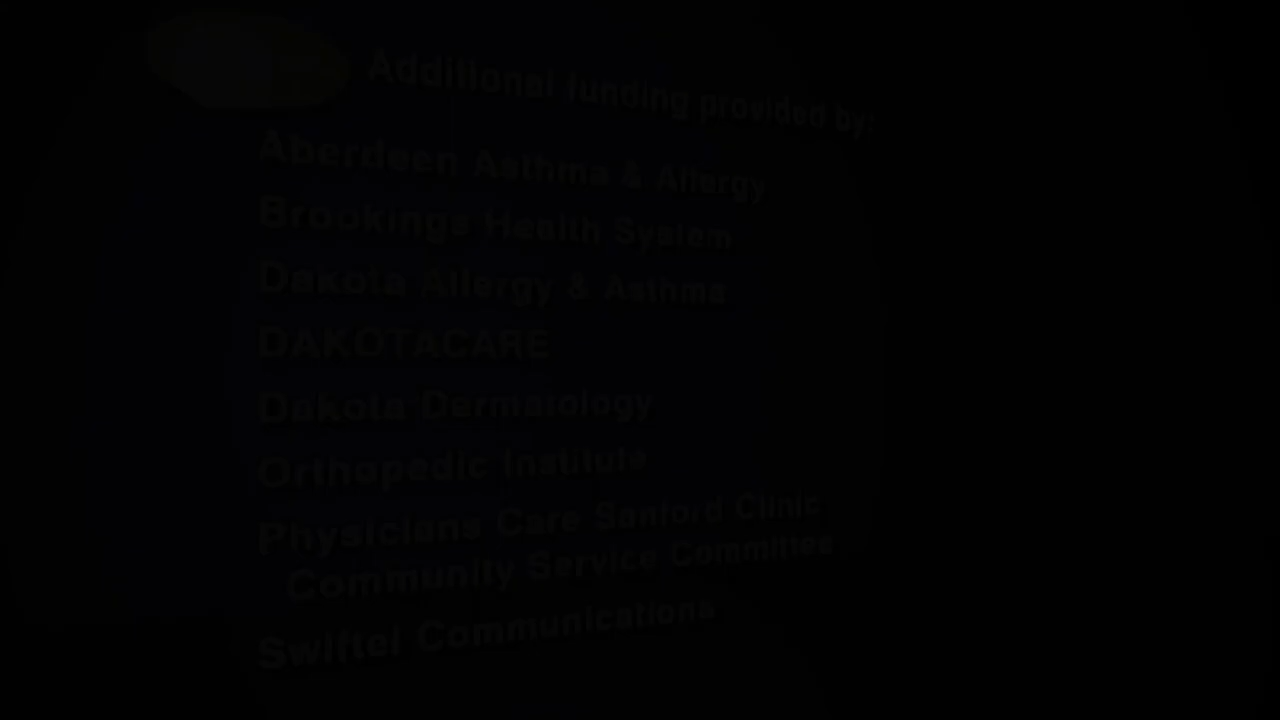 Additional funding provided by:
Aberdeen Asthma & Allergy
Brookings Health System
Dakota Allergy & Asthma
DAKOTACARE
Dakota Dermatology
Orthopedic Institute
Physicians Care Sanford Clinic
Community Service Committee
Swiftel Communications